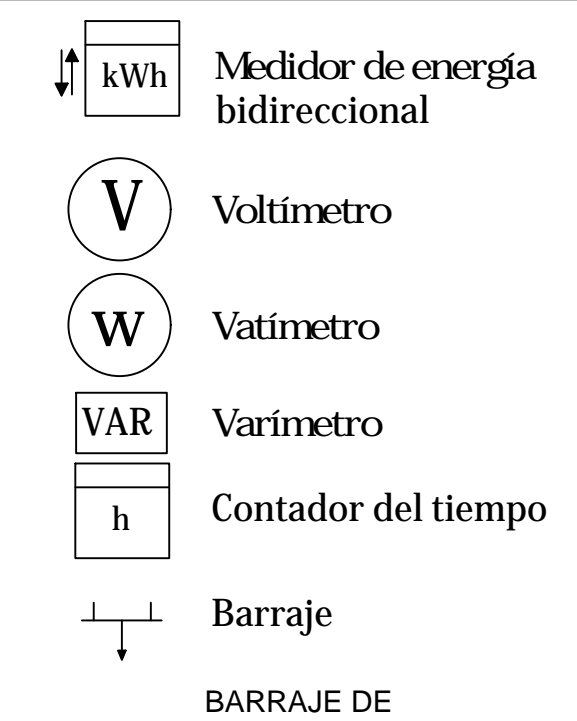 kWh
Medidor de energía
bidireccional
V
Voltímetro
W
Vatímetro
VAR
Varímetro
h
Contador del tiempo
Barraje
BARRAJE DE